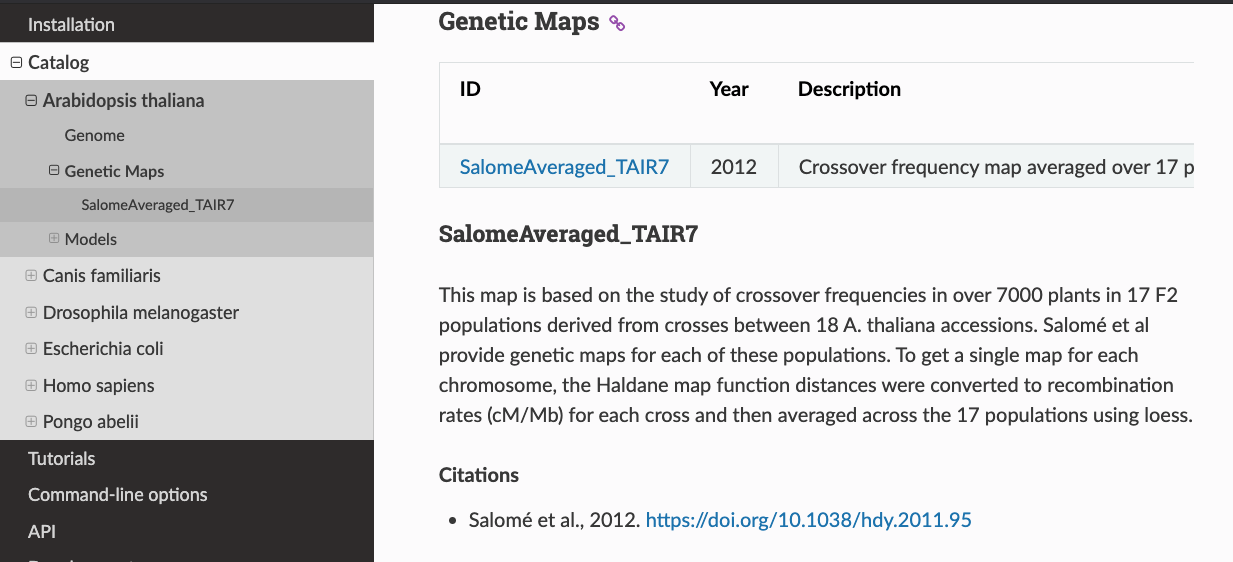 Installation
Catalog
Arabidopsis thaliana
Genome
Genetic Maps
SalomeAveraged_TAIR7
Models
Canis familiaris
Drosophila melanogaster
Escherichia coli
Homo sapiens
Pongo abelii
Tutorials
Command-line options
API
Genetic Maps
ID Year Description
SalomeAveraged_TAIR7 2012 Crossover frequency map averaged over 17 p
SalomeAveraged_TAIR7
This map is based on the study of crossover frequencies in over 7000 plants in 17 F2
populations derived from crosses between 18 A. thaliana accessions. Salomé et al
provide genetic maps for each of these populations. To get a single map for each
chromosome, the Haldane map function distances were converted to recombination
rates (cM/Mb) for each cross and then averaged across the 17 populations using loess.
Citations
• Salomé et al., 2012. https://doi.org/10.1038/hdy.2011.95